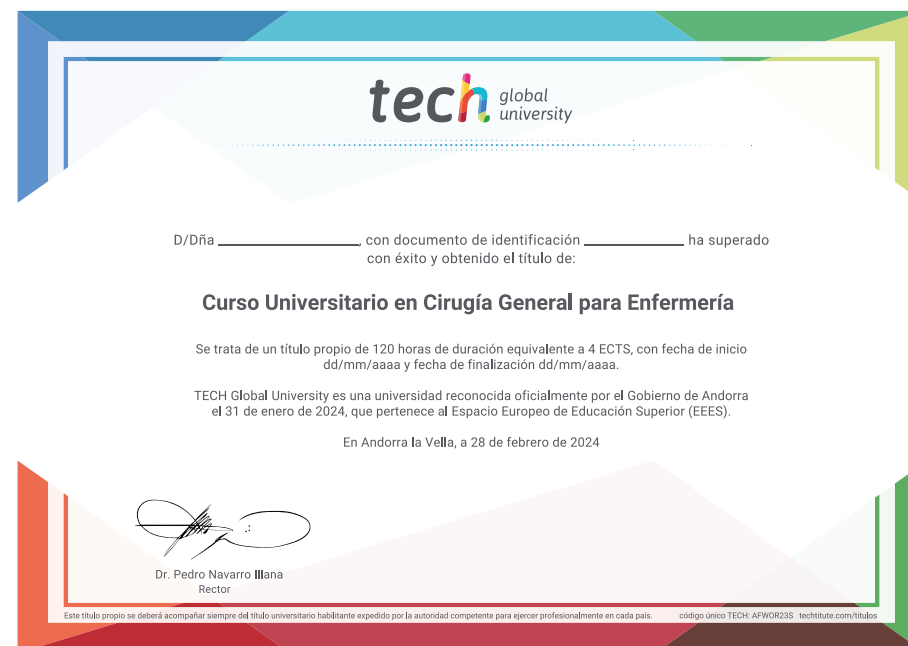 tech global university
D/Dña ____________________, con documento de identificación ______________ ha superado
con éxito y obtenido el título de:
Curso Universitario en Cirugía General para Enfermería
Se trata de un título propio de 120 horas de duración equivalente a 4 ECTS, con fecha de inicio
dd/mm/aaaa y fecha de finalización dd/mm/aaaa.
TECH Global University es una universidad reconocida oficialmente por el Gobierno de Andorra
el 31 de enero de 2024, que pertenece al Espacio Europeo de Educación Superior (EEES).
En Andorra la Vella, a 28 de febrero de 2024
Dr. Pedro Navarro Illana
Rector
Este título propio se deberá acompañar siempre del título universitario habilitante expedido por la autoridad competente para ejercer profesionalmente en cada país. código único TECH: AFWOR23S techtitute.com/titulos